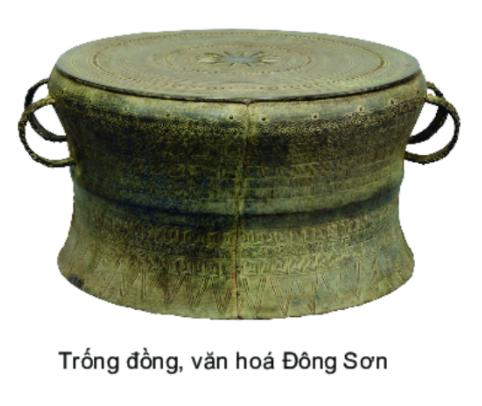 Trống đồng, văn hoá Đông Sơn